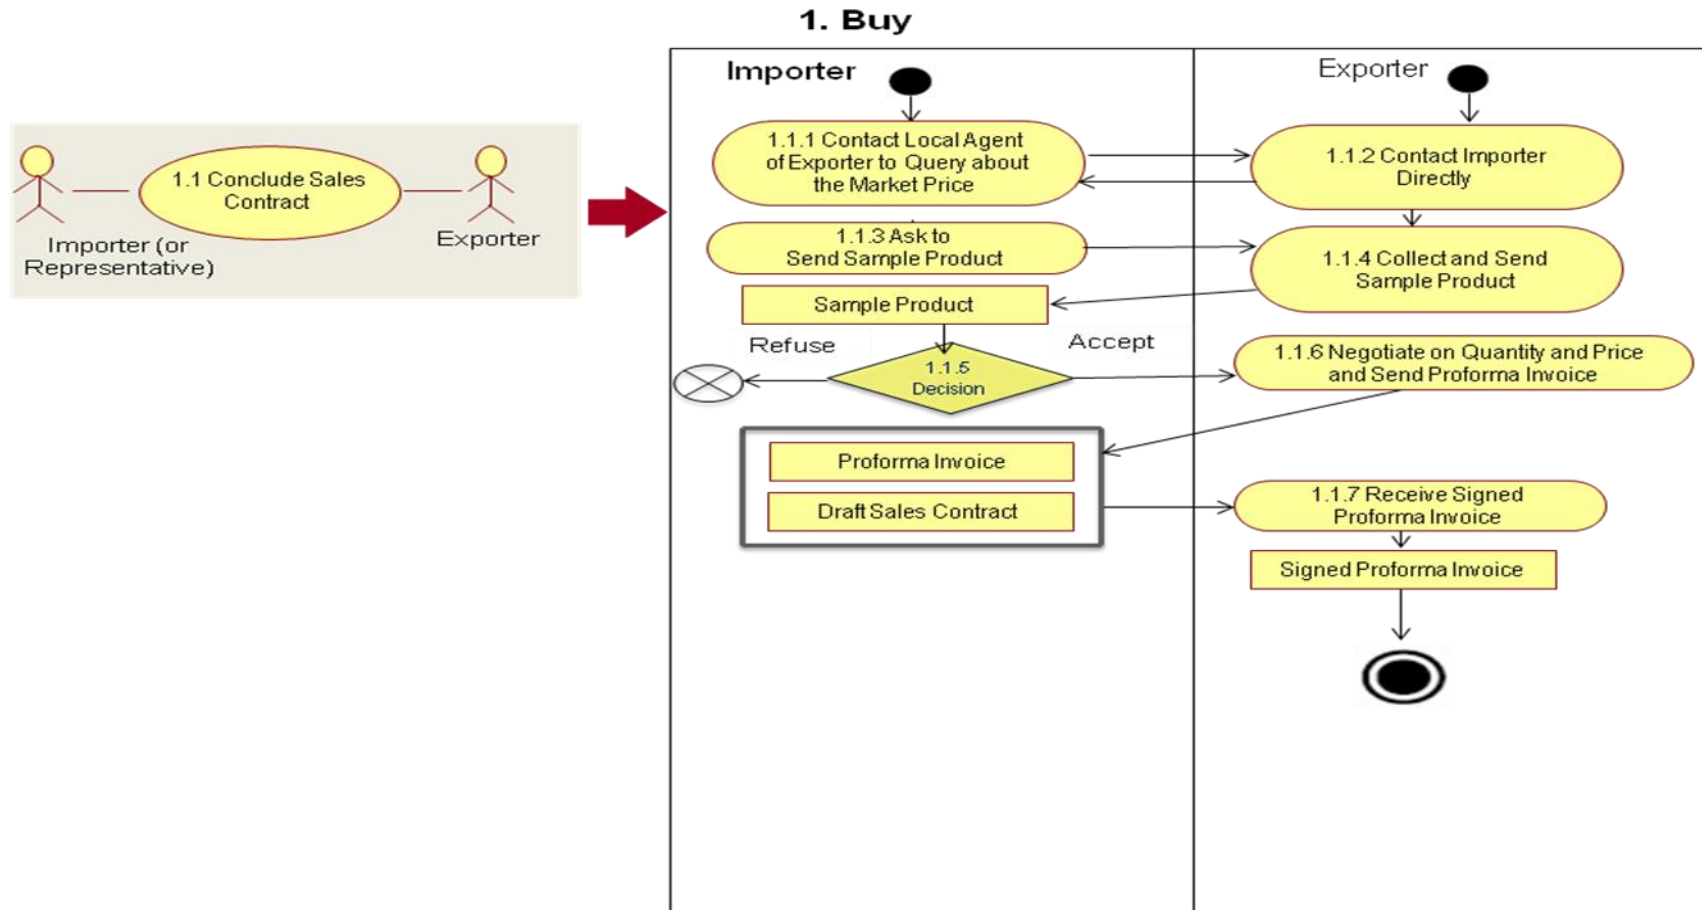 1. Buy
Importer
Exporter
1.1 Conclude Sales
Contract
Importer (or
Representative)
Exporter
1.1.1 Contact Local Agent
of Exporter to Query about
the Market Price
1.1.2 Contact Importer
Directly
1.1.3 Ask to
Send Sample Product
1.1.4 Collect and Send
Sample Product
Sample Product
Refuse
Accept
1.1.5
Decision
1.1.6 Negotiate on Quantity and Price
and Send Proforma Invoice
Proforma Invoice
Draft Sales Contract
1.1.7 Receive Signed
Proforma Invoice
Signed Proforma Invoice